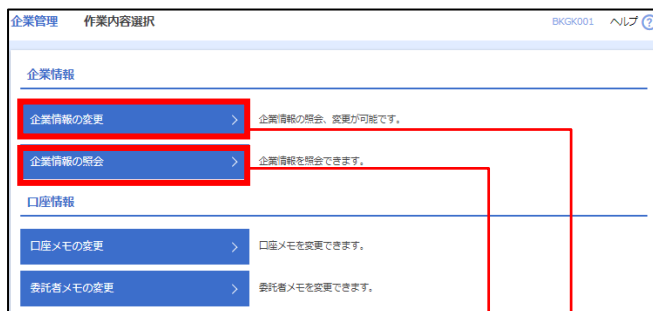 企業管理 作業内容選択 BKGK001 ヘルプ ?
企業情報
企業情報の変更 企業情報の照会、変更が可能です。
企業情報の照会 企業情報を照会できます。
口座情報
口座メモの変更 口座メモを変更できます。
委託者メモの変更 委託者メモを変更できます。